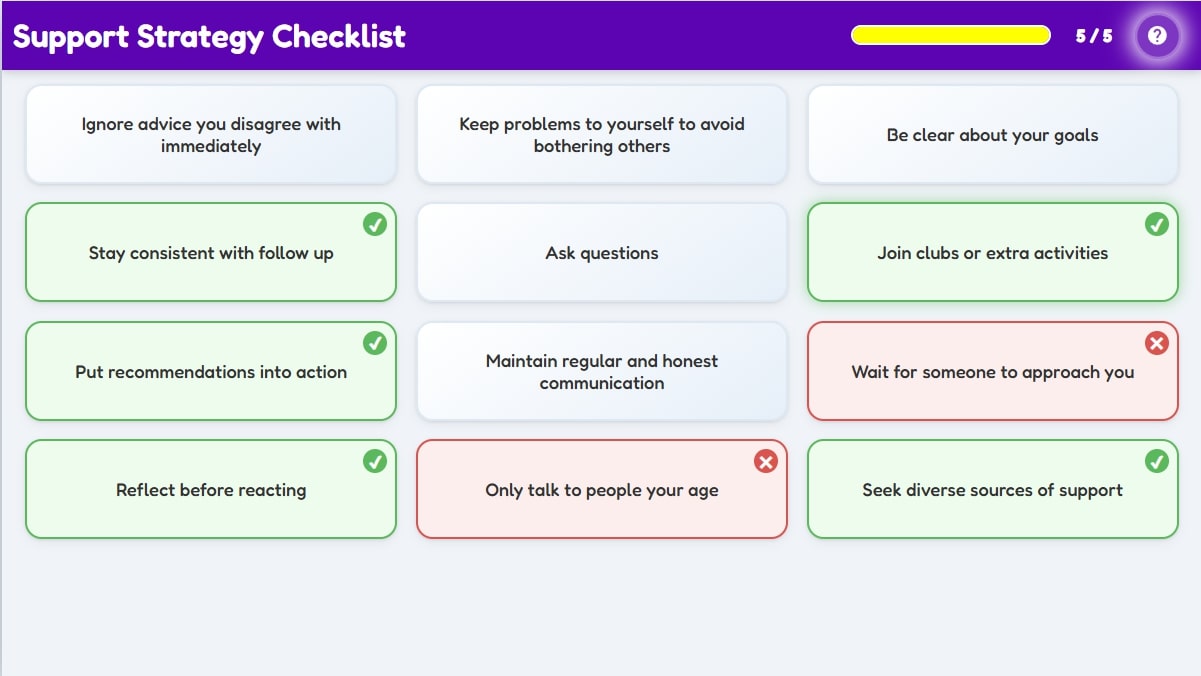 Support Strategy Checklist
5 / 5
?
Ignore advice you disagree with
immediately
Keep problems to yourself to avoid
bothering others
Be clear about your goals
Stay consistent with follow up
Ask questions
Join clubs or extra activities
Put recommendations into action
Maintain regular and honest
communication
Wait for someone to approach you
Reflect before reacting
Only talk to people your age
Seek diverse sources of support